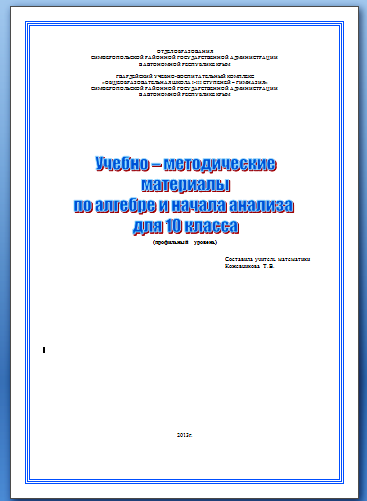 ОТДЕЛ ОБРАЗОВАНИЯ
СИМФЕРОПОЛЬСКОЙ РАЙОННОЙ ГОСУДАРСТВЕННОЙ АДМИНИСТРАЦИИ
В АВТОНОМНОЙ РЕСПУБЛИКЕ КРЫМ
ГВАРДЕЙСКИЙ УЧЕБНО-ВОСПИТАТЕЛЬНЫЙ КОМПЛЕКС
«ОБЩЕОБРАЗОВАТЕЛЬНАЯ ШКОЛА I-III СТУПЕНЕЙ – ГИМНАЗИЯ»
СИМФЕРОПОЛЬСКОЙ РАЙОННОЙ ГОСУДАРСТВЕННОЙ АДМИНИСТРАЦИИ
В АВТОНОМНОЙ РЕСПУБЛИКЕ КРЫМ
Учебно – методические
материалы
по алгебре и начала анализа
для 10 класса
(профильный уровень)
Составила учитель математики
Кожевникова Т. В.
2013г.